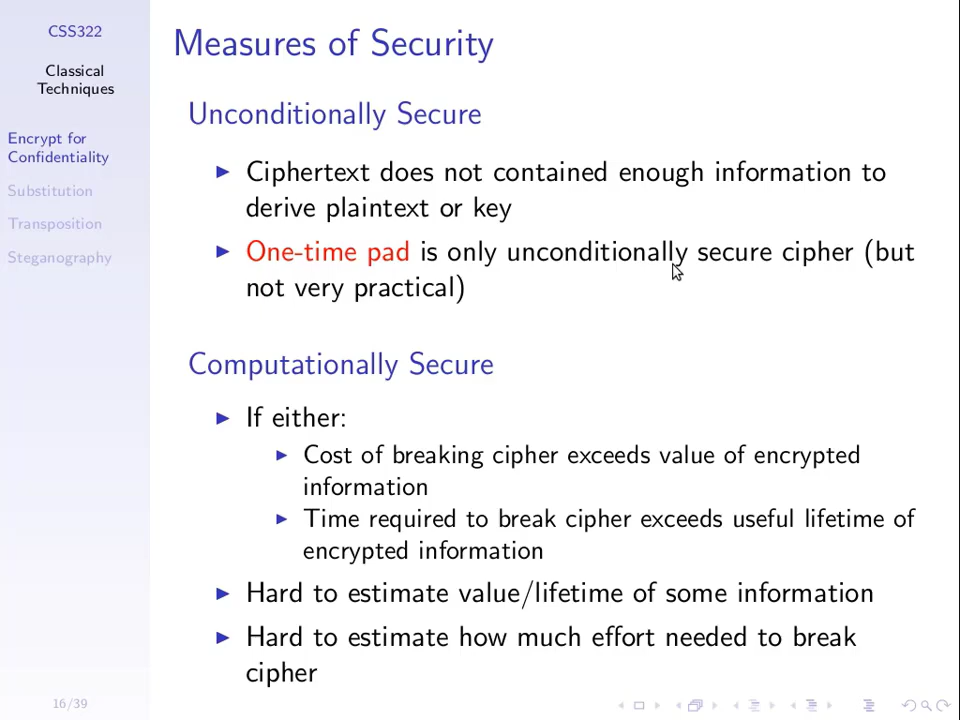 CSS322
Classical
Techniques
Encrypt for
Confidentiality
Substitution
Transposition
Steganography
16/39
Measures of Security
Unconditionally Secure
Ciphertext does not contained enough information to
derive plaintext or key
One-time pad is only unconditionally secure cipher (but
not very practical)
Computationally Secure
If either:
Cost of breaking cipher exceeds value of encrypted
information
Time required to break cipher exceeds useful lifetime of
encrypted information
Hard to estimate value/lifetime of some information
Hard to estimate how much effort needed to break
cipher